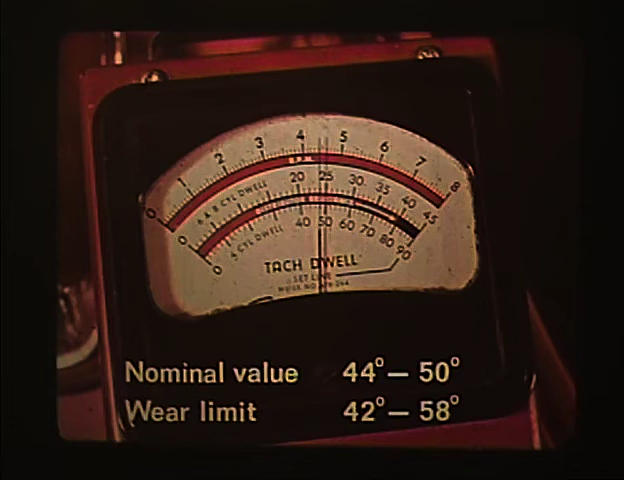 0 1 2 3 4 5 6 7 8
6 & 8 CYL DWELL 20 25 30 35 40 45
0
4 CYL DWELL 40 50 60 70 80 90
0
TACH DWELL
SET LINE
Nominal value 44°– 50°
Wear limit 42°– 58°